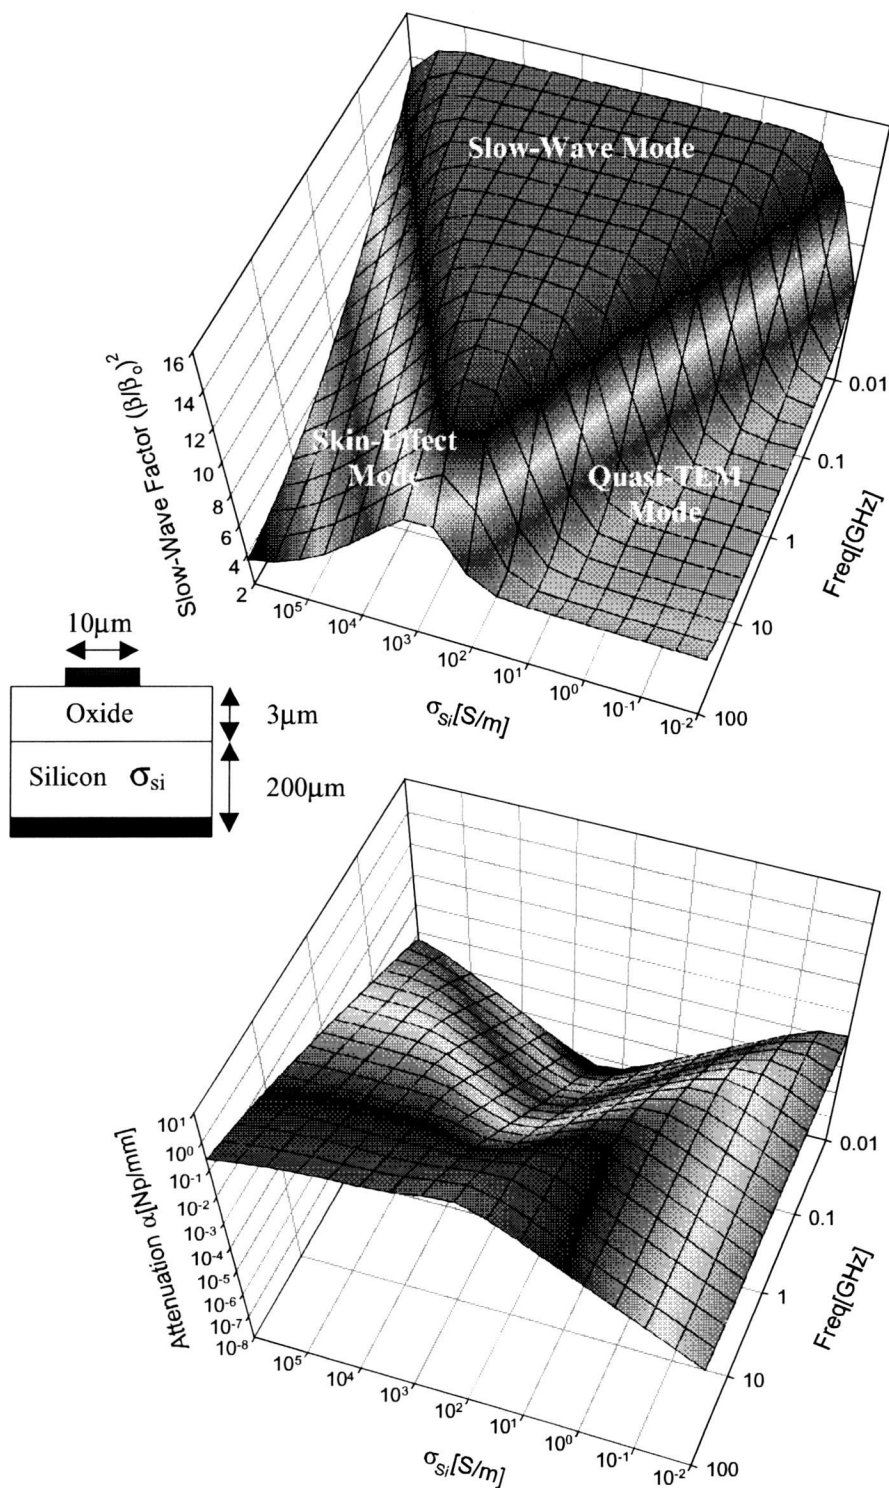 Slow-Wave Mode
Skin-Effect
Mode
Quasi-TEM
Mode
Slow-Wave Factor (β/β₀)²
16
14
12
10
8
6
4
2
10⁵
10⁴
10³
10²
10¹
10⁰
10⁻¹
10⁻²
σSi[S/m]
0.01
0.1
1
10
100
Freq[GHz]
10µm
Oxide
3µm
Silicon σsi
200µm
Attenuation α[Np/mm]
10¹
10⁰
10⁻¹
10⁻²
10⁻³
10⁻⁴
10⁻⁵
10⁻⁶
10⁻⁷
10⁻⁸
10⁵
10⁴
10³
10²
10¹
10⁰
10⁻¹
10⁻²
σSi[S/m]
0.01
0.1
1
10
100
Freq[GHz]